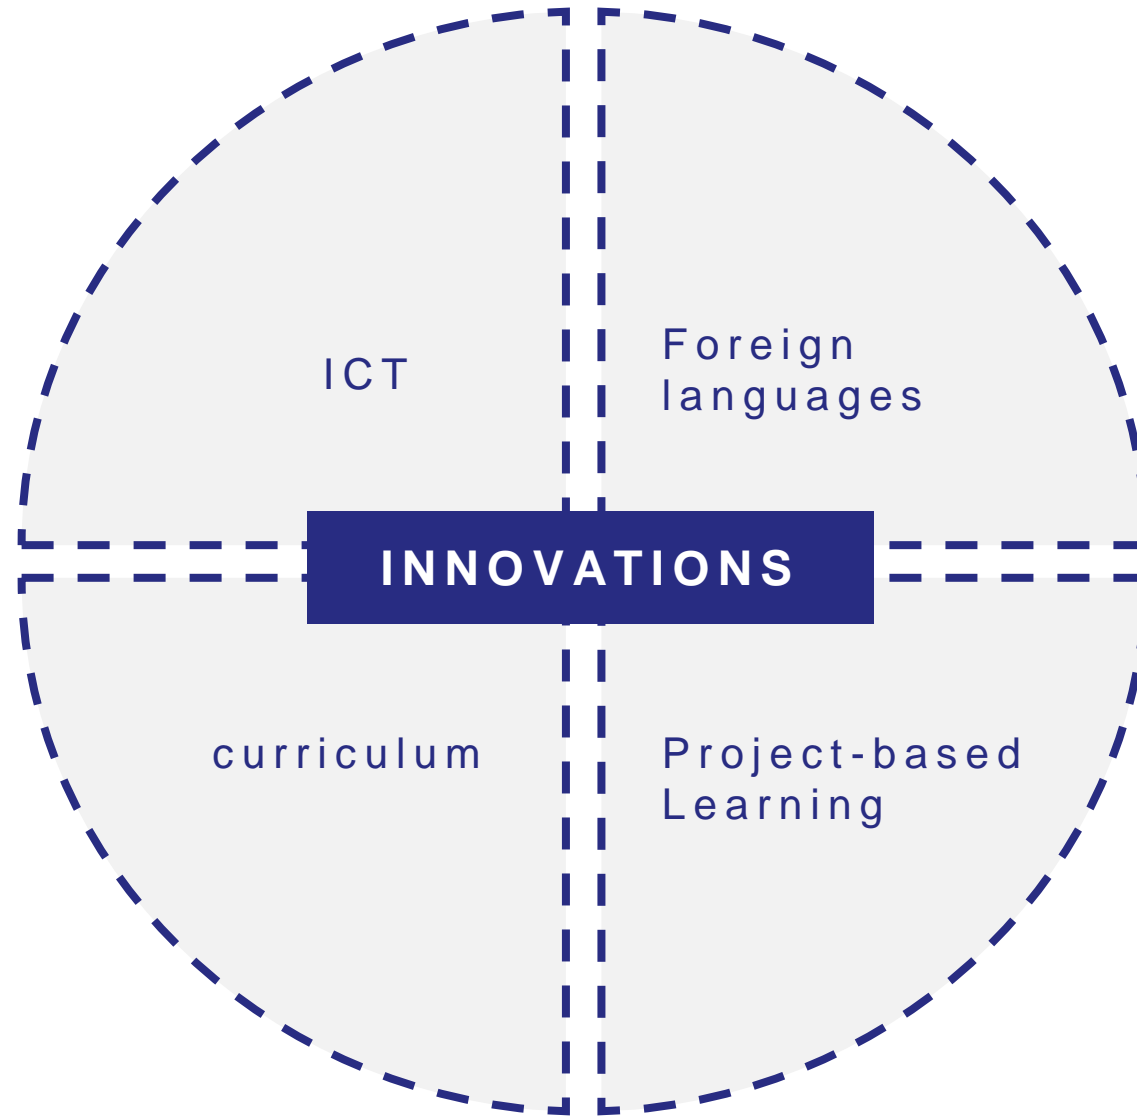 ICT
Foreign
languages
INNOVATIONS
curriculum
Project-based
Learning